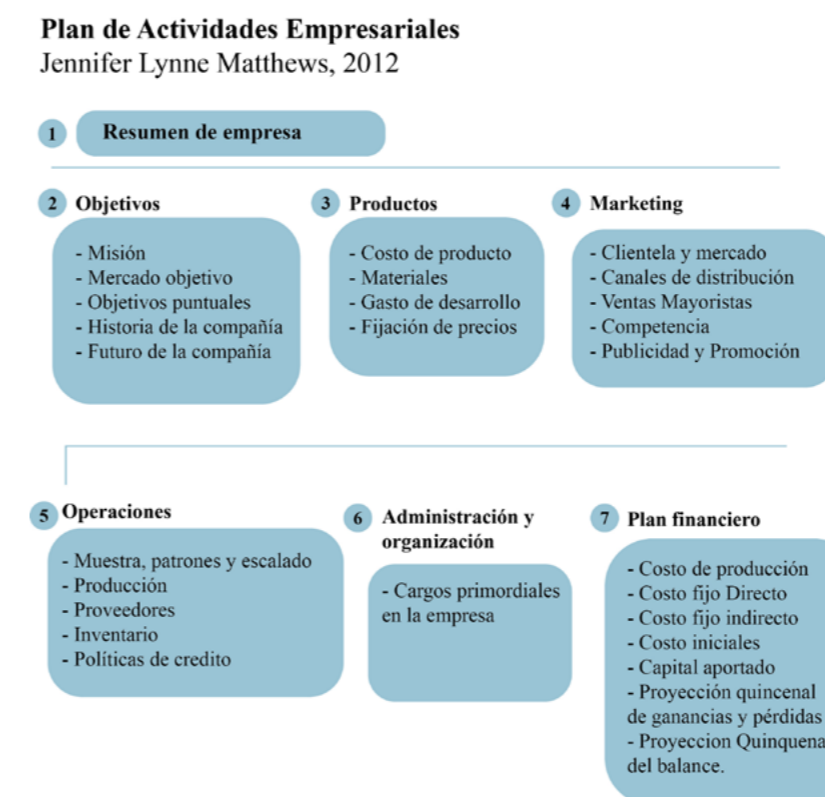 Plan de Actividades Empresariales
Jennifer Lynne Matthews, 2012
1 Resumen de empresa
2 Objetivos
- Misión
- Mercado objetivo
- Objetivos puntuales
- Historia de la compañía
- Futuro de la compañía
3 Productos
- Costo de producto
- Materiales
- Gasto de desarrollo
- Fijación de precios
4 Marketing
- Clientela y mercado
- Canales de distribución
- Ventas Mayoristas
- Competencia
- Publicidad y Promoción
5 Operaciones
- Muestra, patrones y escalado
- Producción
- Proveedores
- Inventario
- Políticas de credito
6 Administración y
organización
- Cargos primordiales
en la empresa
7 Plan financiero
- Costo de producción
- Costo fijo Directo
- Costo fijo indirecto
- Costo iniciales
- Capital aportado
- Proyección quincenal
de ganancias y pérdidas
- Proyeccion Quinquena
del balance.